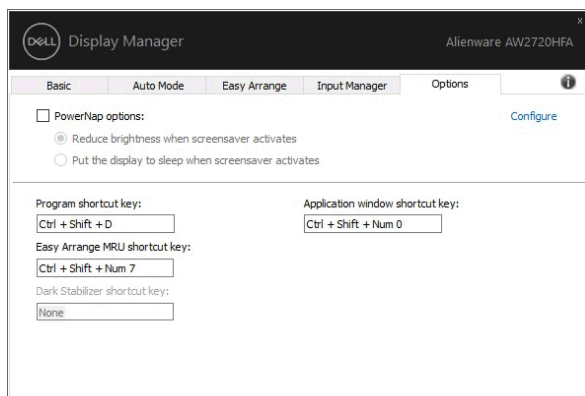 x
DELL Display Manager
Alienware AW2720HFA
Basic
Auto Mode
Easy Arrange
Input Manager
Options
i
PowerNap options:
Configure
Reduce brightness when screensaver activates
Put the display to sleep when screensaver activates
Program shortcut key:
Application window shortcut key:
Ctrl + Shift + D
Ctrl + Shift + Num 0
Easy Arrange MRU shortcut key:
Ctrl + Shift + Num 7
Dark Stabilizer shortcut key:
None